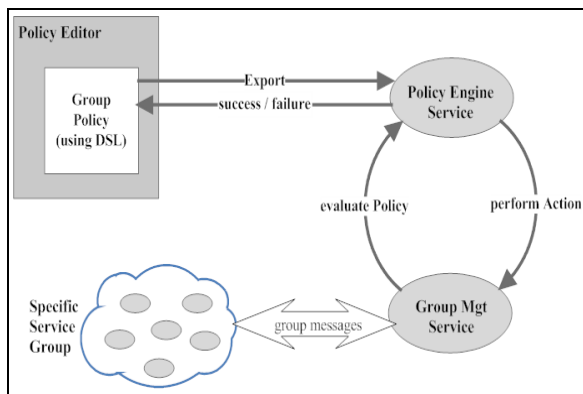 Policy Editor
Group
Policy
(using DSL)
Export
success / failure
Policy Engine
Service
evaluate Policy
perform Action
Specific
Service
Group
group messages
Group Mgt
Service